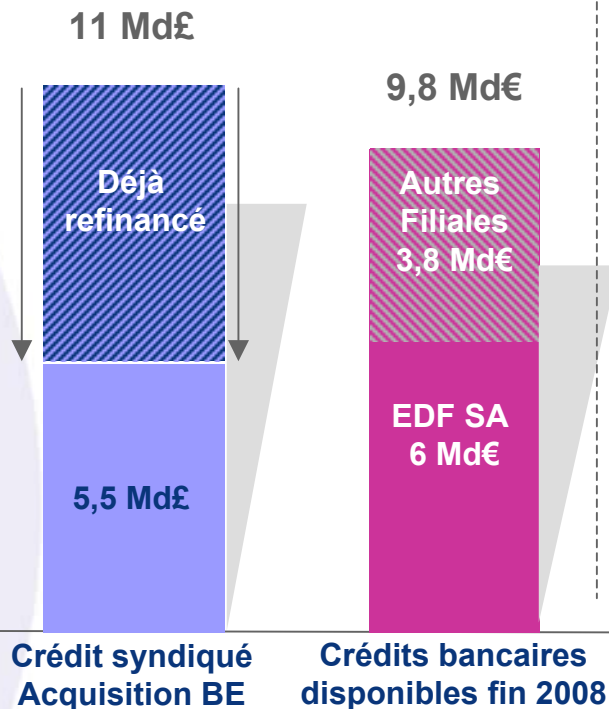 11 Md£
Déjà
refinancé
5,5 Md£
Crédit syndiqué
Acquisition BE
9,8 Md€
Autres
Filiales
3,8 Md€
EDF SA
6 Md€
Crédits bancaires
disponibles fin 2008